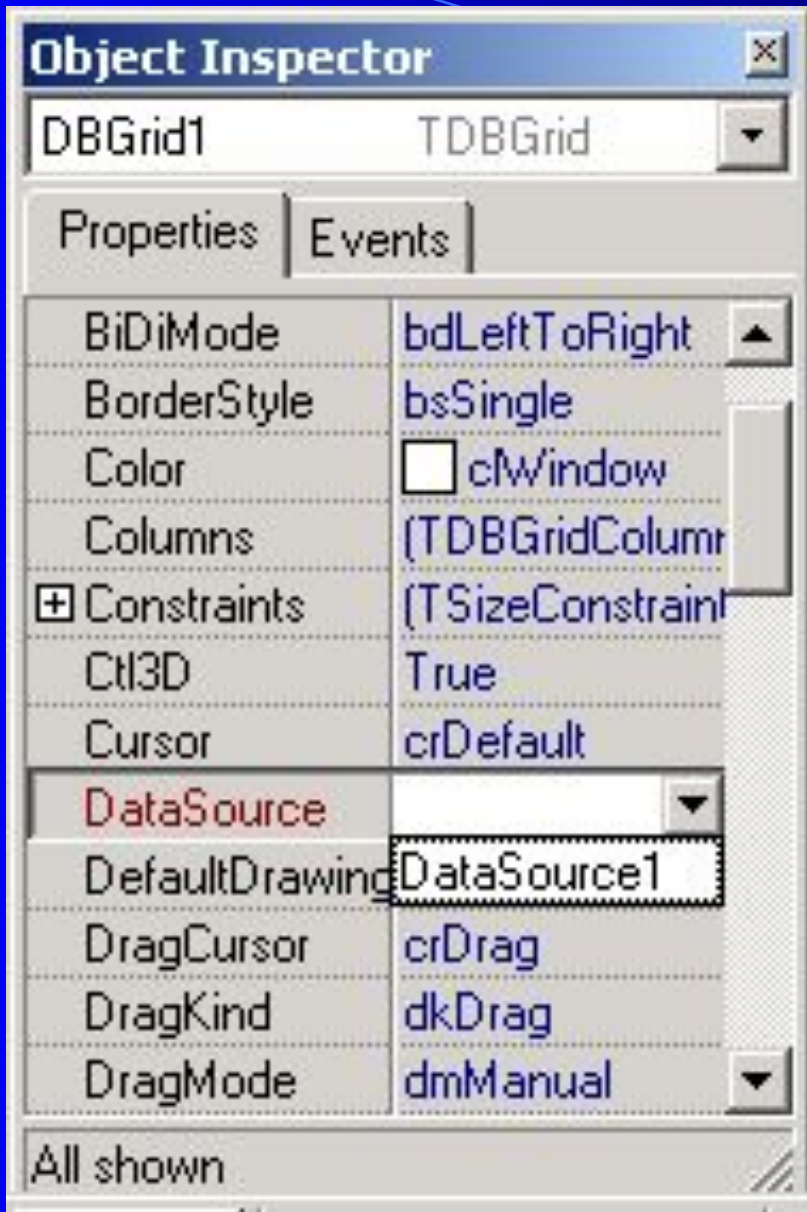 Object Inspector
DBGrid1 TDBGrid
Properties Events
BiDiMode bdLeftToRight
BorderStyle bsSingle
Color clWindow
Columns (TDBGridColumn
Constraints (TSizeConstraint
Ctl3D True
Cursor crDefault
DataSource
DefaultDrawing DataSource1
DragCursor crDrag
DragKind dkDrag
DragMode dmManual
All shown